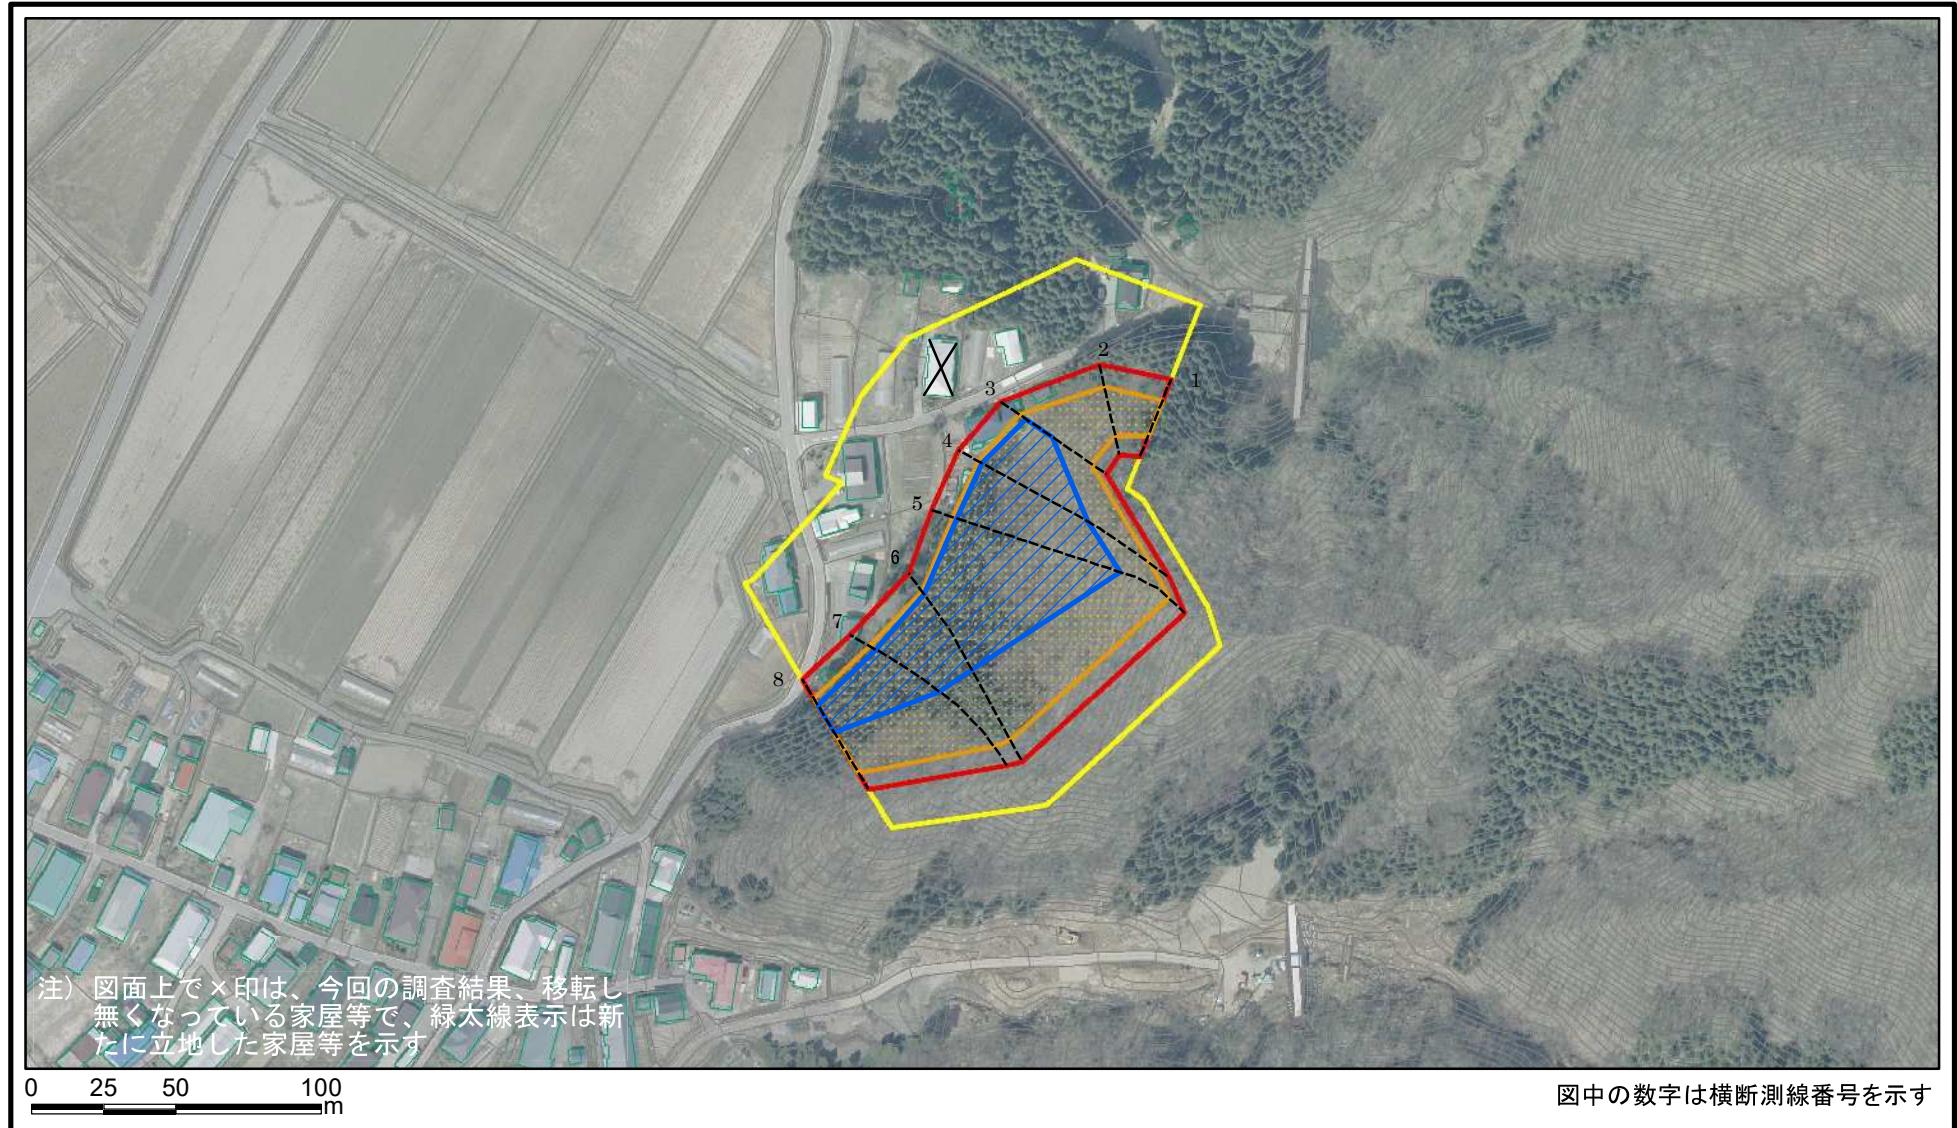 2
1
3
4
5
6
7
8
注) 図面上で×印は、今回の調査結果、移転し
無くなっている家屋等で、緑太線表示は新
たに立地した家屋等を示す
0 25 50 100
m
図中の数字は横断測線番号を示す